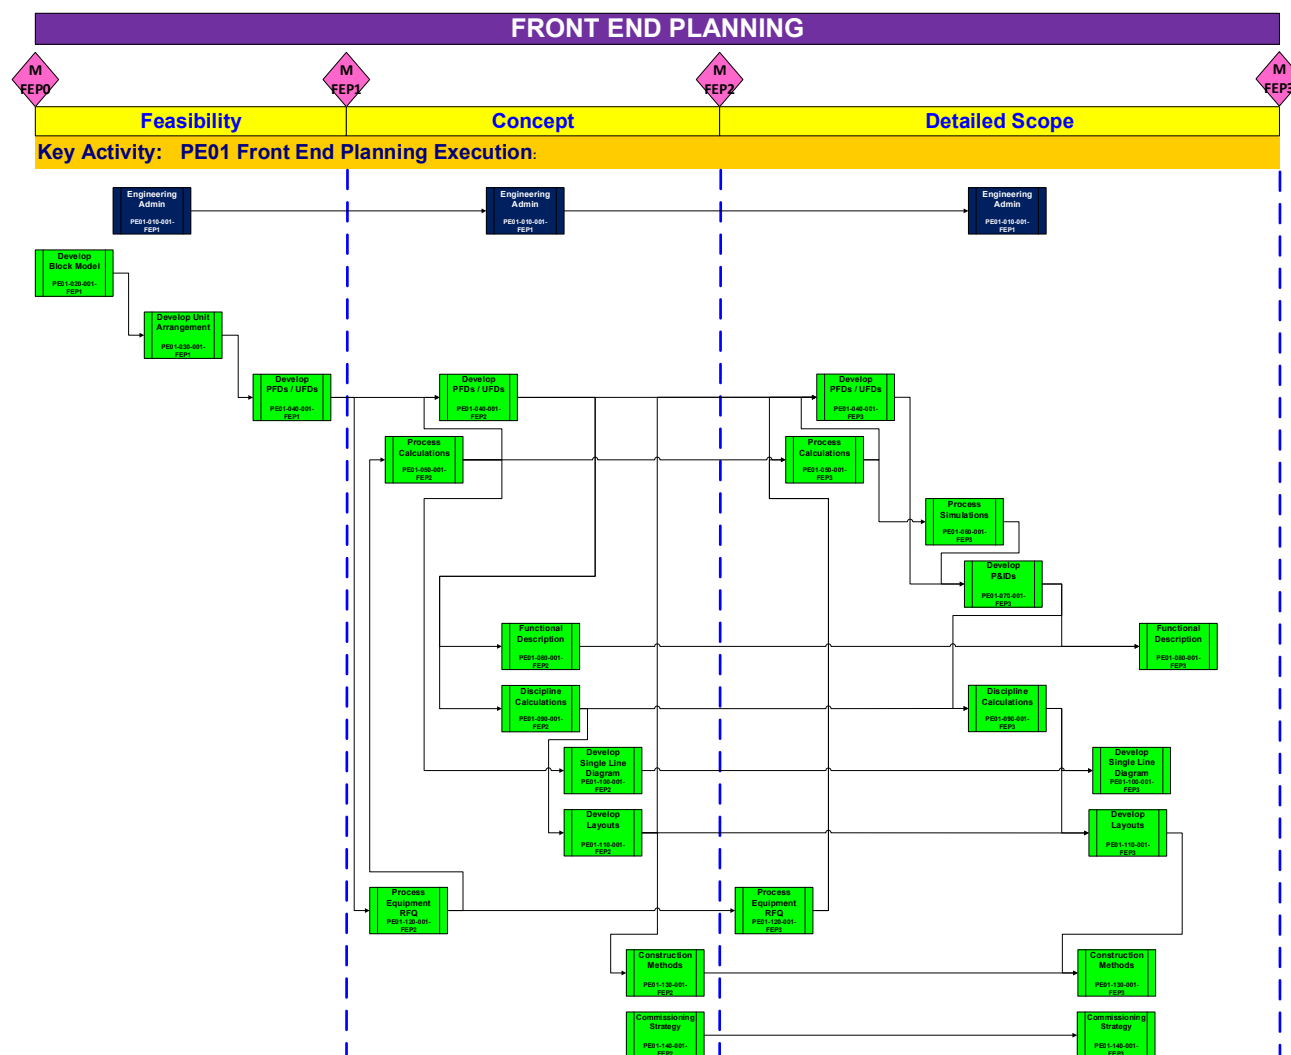 FRONT END PLANNING
M
FEP0
M
FEP1
M
FEP2
M
FEP3
Feasibility
Concept
Detailed Scope
Key Activity: PE01 Front End Planning Execution:
Engineering
Admin
PE01-010-001-
FEP1
Engineering
Admin
PE01-010-001-
FEP1
Engineering
Admin
PE01-010-001-
FEP1
Develop
Block Model
PE01-020-001-
FEP1
Develop Unit
Arrangement
PE01-030-001-
FEP1
Develop
PFDs / UFDs
PE01-040-001-
FEP1
Develop
PFDs / UFDs
PE01-040-001-
FEP2
Develop
PFDs / UFDs
PE01-040-001-
FEP3
Process
Calculations
PE01-050-001-
FEP2
Process
Calculations
PE01-050-001-
FEP3
Process
Simulations
PE01-060-001-
FEP3
Develop
P&IDs
PE01-070-001-
FEP3
Functional
Description
PE01-080-001-
FEP2
Functional
Description
PE01-080-001-
FEP3
Discipline
Calculations
PE01-090-001-
FEP2
Discipline
Calculations
PE01-090-001-
FEP3
Develop
Single Line
Diagram
PE01-100-001-
FEP2
Develop
Single Line
Diagram
PE01-100-001-
FEP3
Develop
Layouts
PE01-110-001-
FEP2
Develop
Layouts
PE01-110-001-
FEP3
Process
Equipment
RFQ
PE01-120-001-
FEP2
Process
Equipment
RFQ
PE01-120-001-
FEP3
Construction
Methods
PE01-130-001-
FEP2
Construction
Methods
PE01-130-001-
FEP3
Commissioning
Strategy
PE01-140-001-
FEP2
Commissioning
Strategy
PE01-140-001-
FEP3